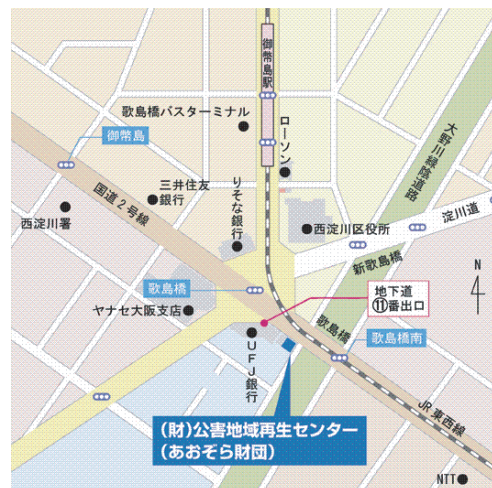 御幣島駅
歌島橋バスターミナル
ローソン
御幣島
大野川緑陰道路
三井住友
銀行
りそな銀行
国道2号線
西淀川署
西淀川区役所
淀川道
新歌島橋
歌島橋
地下道
⑪番出口
N
ヤナセ大阪支店
UFJ銀行
歌島橋
歌島橋南
JR東西線
(財)公害地域再生センター
(あおぞら財団)
NTT